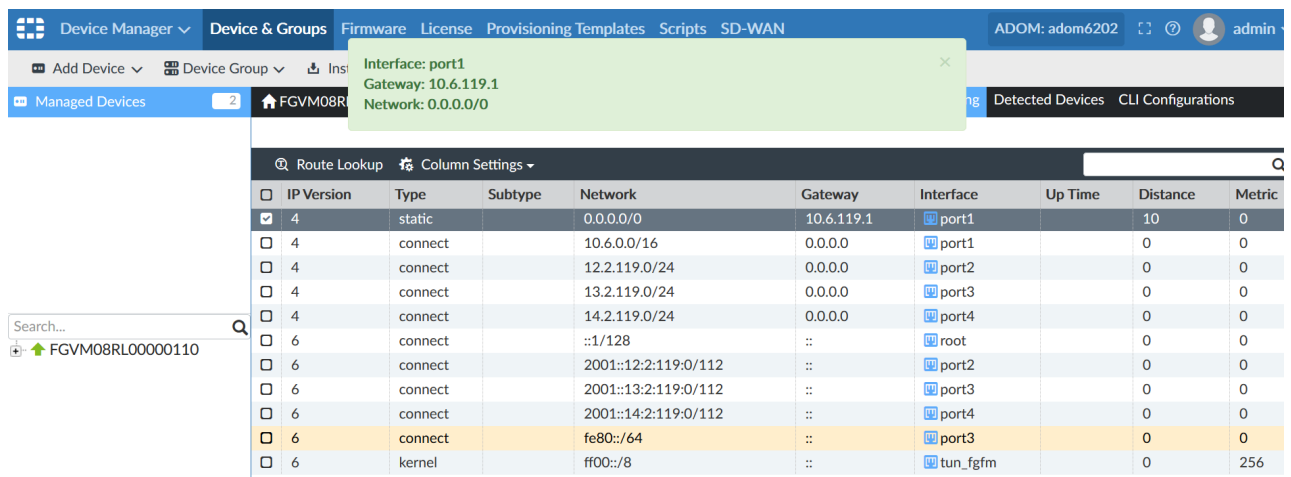 Device Manager Device & Groups Firmware License Provisioning Templates Scripts SD-WAN ADOM: adom6202 admin
Add Device Device Group
Interface: port1
Gateway: 10.6.119.1
Network: 0.0.0.0/0
Managed Devices 2
Detected Devices CLI Configurations
Route Lookup Column Settings
IP Version Type Subtype Network Gateway Interface Up Time Distance Metric
4 static 0.0.0.0/0 10.6.119.1 port1 10 0
4 connect 10.6.0.0/16 0.0.0.0 port1 0 0
4 connect 12.2.119.0/24 0.0.0.0 port2 0 0
4 connect 13.2.119.0/24 0.0.0.0 port3 0 0
4 connect 14.2.119.0/24 0.0.0.0 port4 0 0
Search...
6 connect ::1/128 :: root 0 0
FGVM08RL00000110
6 connect 2001::12:2:119:0/112 :: port2 0 0
6 connect 2001::13:2:119:0/112 :: port3 0 0
6 connect 2001::14:2:119:0/112 :: port4 0 0
6 connect fe80::/64 :: port3 0 0
6 kernel ff00::/8 :: tun_fgfm 0 256